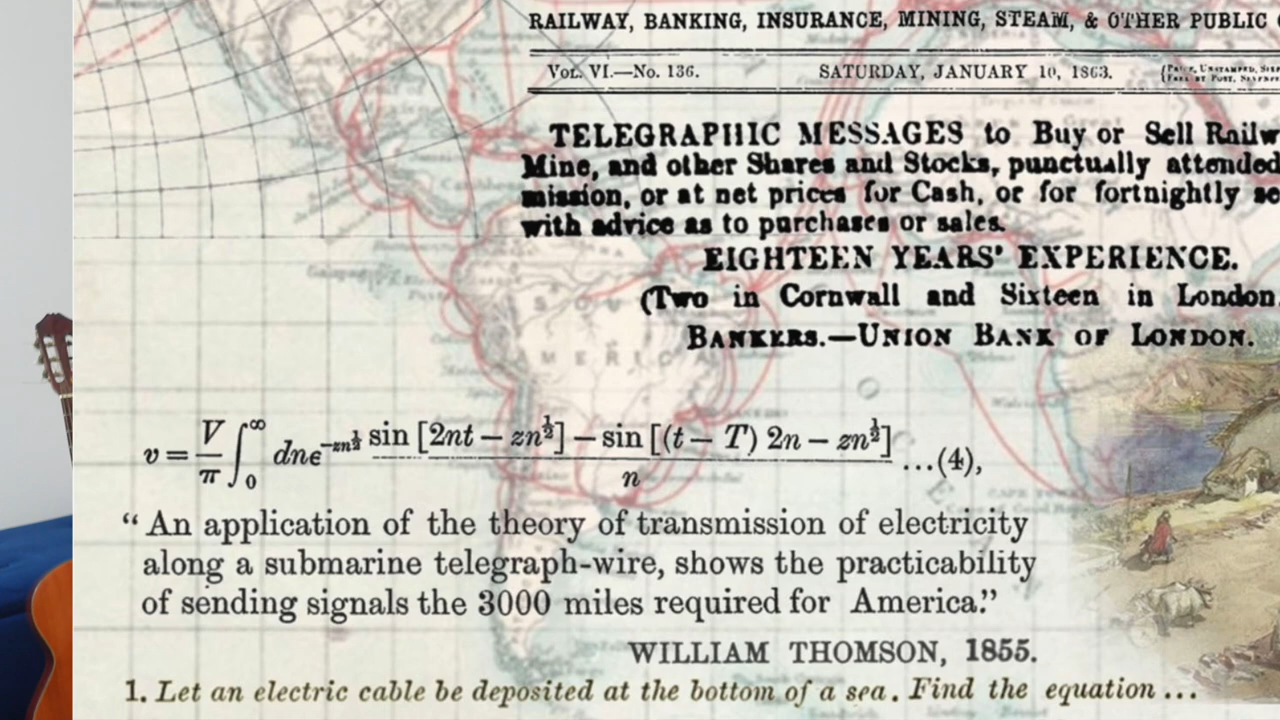 RAILWAY, BANKING, INSURANCE, MINING, STEAM, & OTHER PUBLIC
VOL. VI.—No. 136. SATURDAY, JANUARY 10, 1863.
TELEGRAPHIC MESSAGES to Buy or Sell Railw
Mine, and other Shares and Stocks, punctually attended
mission, or at net prices for Cash, or for fortnightly se
with advice as to purchases or sales.
EIGHTEEN YEARS' EXPERIENCE.
(Two in Cornwall and Sixteen in London
BANKERS.—UNION BANK OF LONDON.
v = V/π ∫₀^∞ dnϵ^(-zn^½) sin [2nt – zn^½] – sin [(t – T) 2n – zn^½] / n ...(4),
“ An application of the theory of transmission of electricity
along a submarine telegraph-wire, shows the practicability
of sending signals the 3000 miles required for America.”
WILLIAM THOMSON, 1855.
1. Let an electric cable be deposited at the bottom of a sea. Find the equation ...